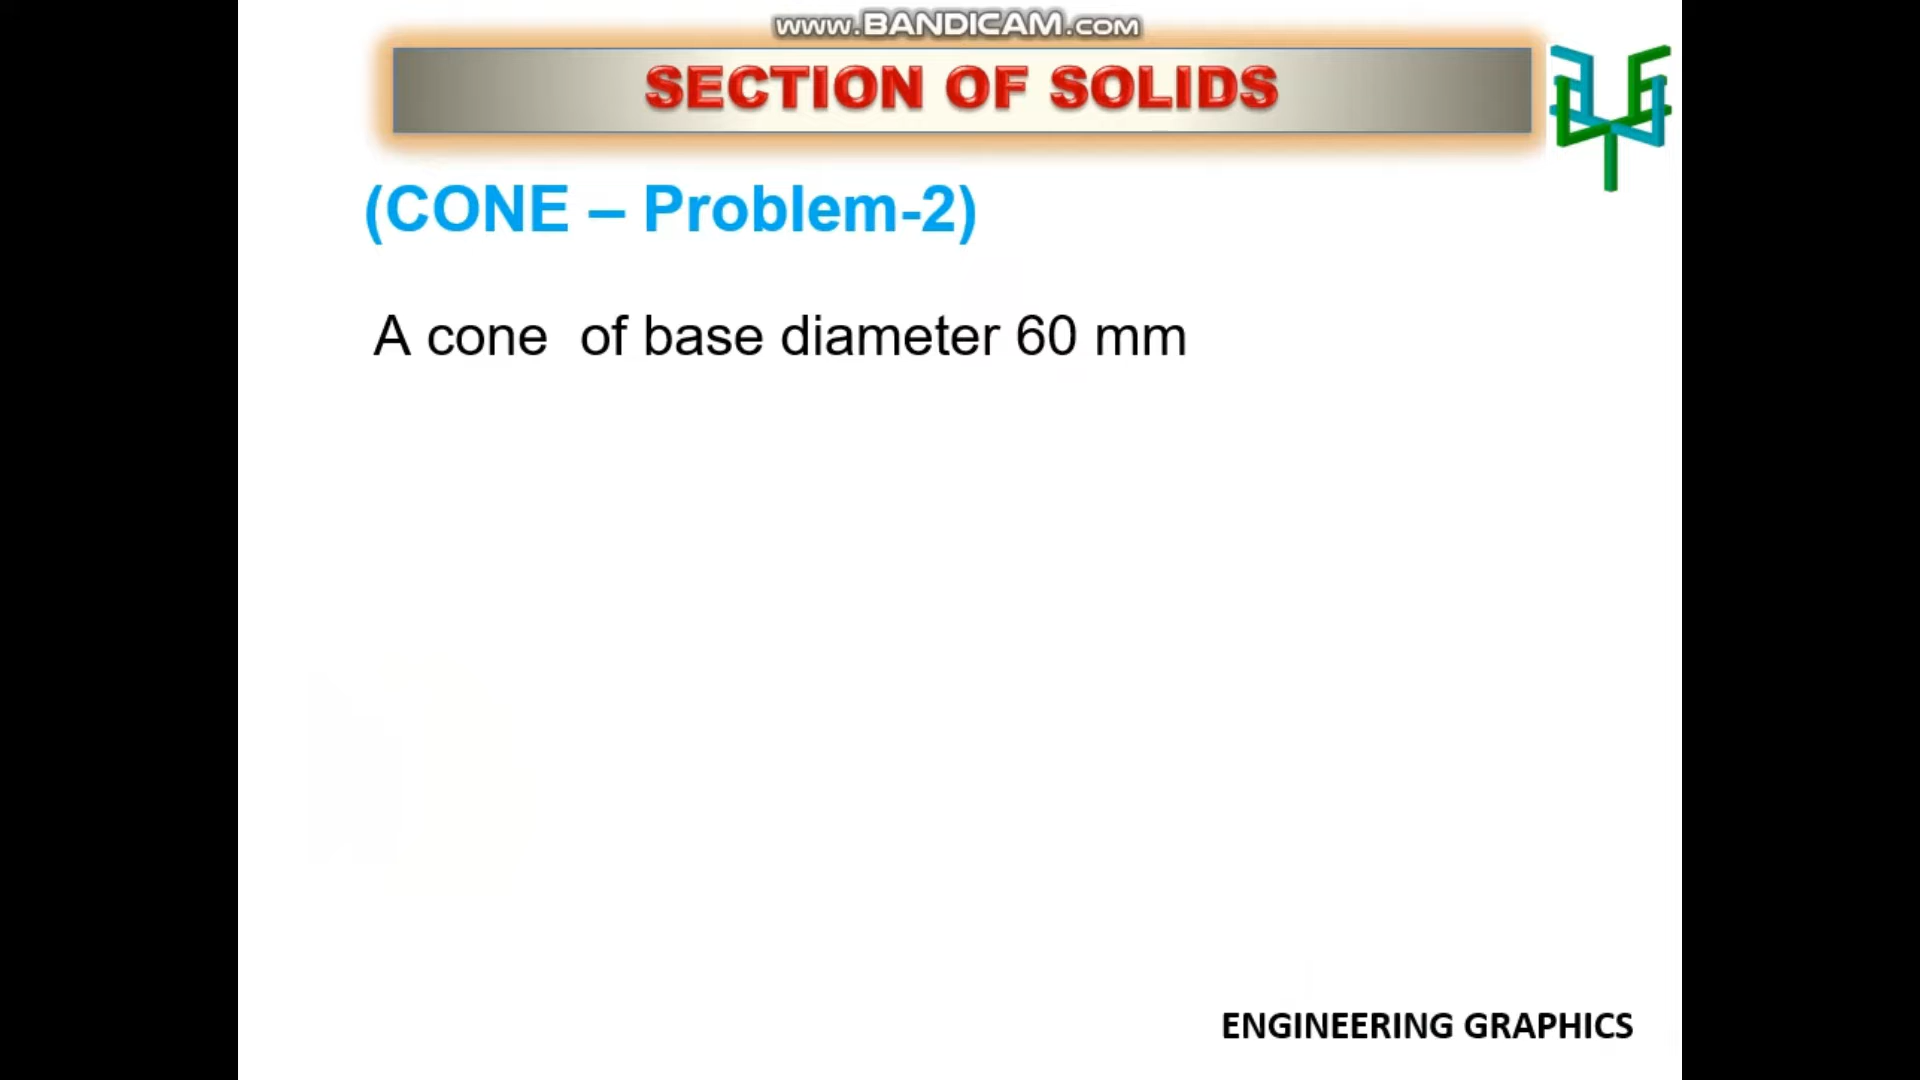 www.BANDICAM.COM
SECTION OF SOLIDS
(CONE – Problem-2)
A cone of base diameter 60 mm
ENGINEERING GRAPHICS